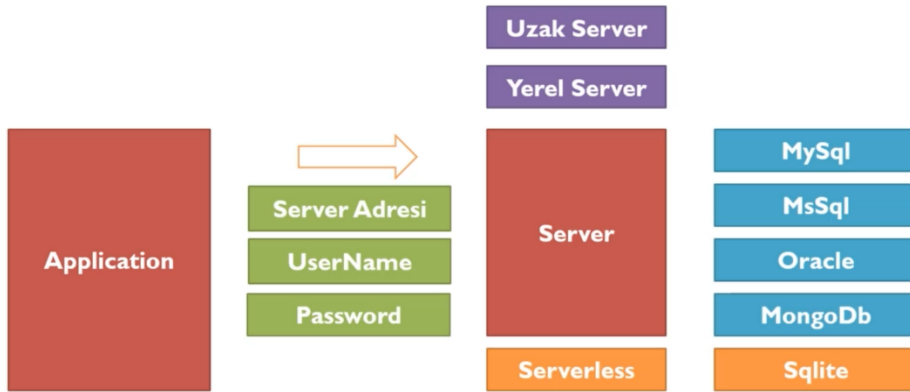 Uzak Server
Yerel Server
Application
Server Adresi
UserName
Password
Server
Serverless
MySql
MsSql
Oracle
MongoDb
Sqlite